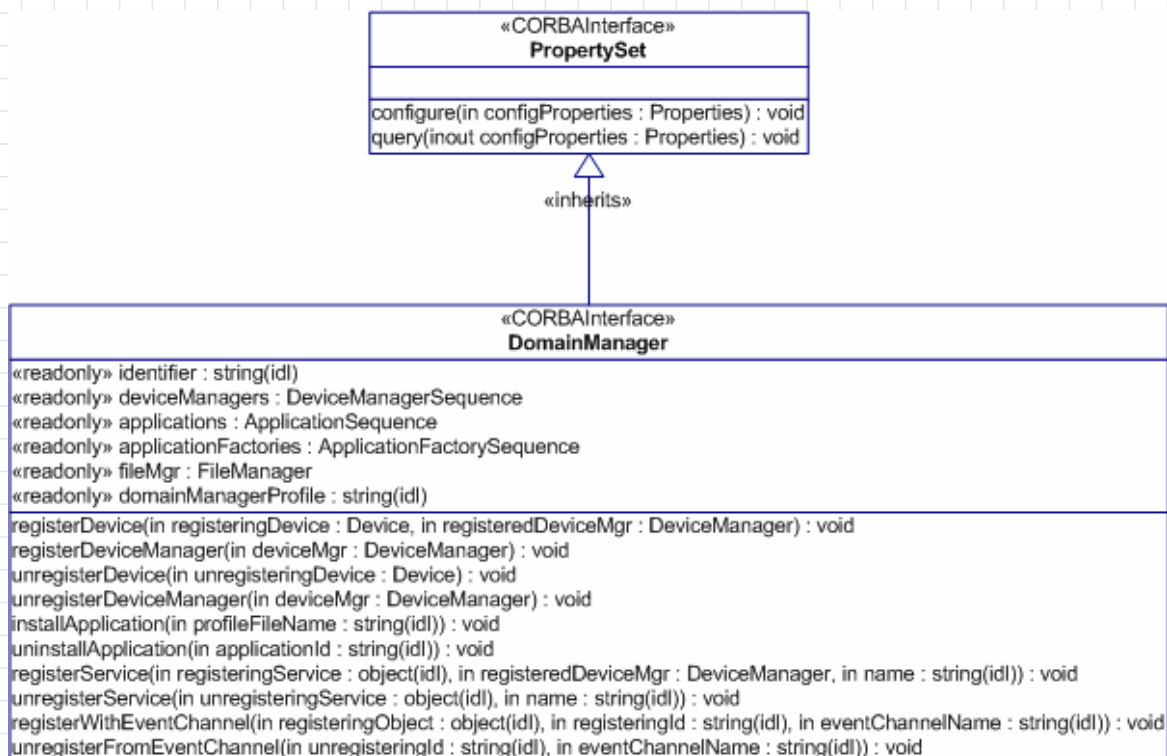 «CORBAInterface»
PropertySet
configure(in configProperties : Properties) : void
query(inout configProperties : Properties) : void
«inherits»
«CORBAInterface»
DomainManager
«readonly» identifier : string(idl)
«readonly» deviceManagers : DeviceManagerSequence
«readonly» applications : ApplicationSequence
«readonly» applicationFactories : ApplicationFactorySequence
«readonly» fileMgr : FileManager
«readonly» domainManagerProfile : string(idl)
registerDevice(in registeringDevice : Device, in registeredDeviceMgr : DeviceManager) : void
registerDeviceManager(in deviceMgr : DeviceManager) : void
unregisterDevice(in unregisteringDevice : Device) : void
unregisterDeviceManager(in deviceMgr : DeviceManager) : void
installApplication(in profileFileName : string(idl)) : void
uninstallApplication(in applicationId : string(idl)) : void
registerService(in registeringService : object(idl), in registeredDeviceMgr : DeviceManager, in name : string(idl)) : void
unregisterService(in unregisteringService : object(idl), in name : string(idl)) : void
registerWithEventChannel(in registeringObject : object(idl), in registeringId : string(idl), in eventChannelName : string(idl)) : void
unregisterFromEventChannel(in unregisteringId : string(idl), in eventChannelName : string(idl)) : void